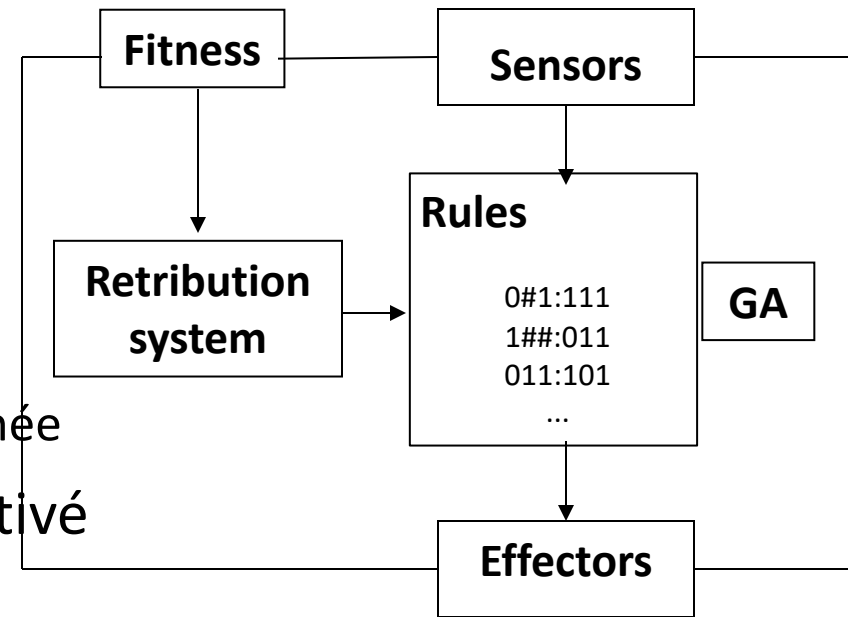 Fitness
Sensors
Rules
0#1:111
1##:011
011:101
...
Retribution
system
GA
née
tivé
Effectors